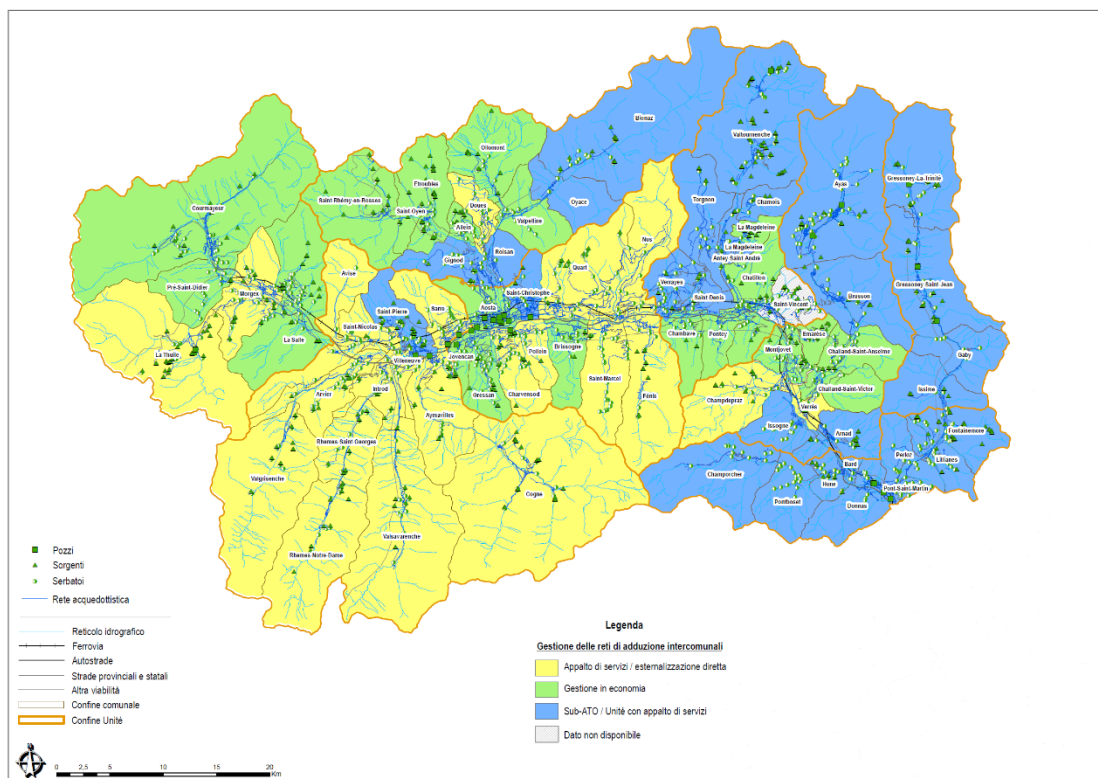 Bionaz
Ollomont
Valtournenche
Gressoney-La-Trinité
Etroubles
Ayas
Saint Rhémy-en-Bosses
Saint Oyen
Doues
Oyace
Torgnon
Chamois
Courmayeur
Valpelline
Allein
La Magdeleine
Nus
Roisan
La Magdeleine
Gignod
Antey Saint André
Quart
Avise
Chatillon
Verrayes
Gressoney Saint Jean
Pré-Saint-Didier
Morgex
Saint-Christophe
Saint-Denis
Saint-Vincent
Brusson
Aosta
Sarre
Saint-Pierre
Saint-Nicolas
Chambave
Pontey
Emarèse
La Salle
Brissogne
Montjovet
Challand-Saint-Anselme
Gaby
La Thuile
Villeneuve
Jovencan
Pollein
Issime
Introd
Gressan
Charvensod
Saint-Marcel
Fénis
Challand-Saint-Victor
Arvier
Champdepraz
Verrès
Aymavilles
Issogne
Arnad
Fontainemore
Rhemes Saint Georges
Perloz
Lillianes
Bard
Valgrisenche
Champorcher
Pont-Saint-Martin
Hone
Cogne
Pontboset
Donnas
Valsavarenche
Rhemes Notre-Dame
Pozzi
Sorgenti
Serbatoi
Rete acquedottistica
Reticolo idrografico
Ferrovia
Autostrade
Strade provinciali e statali
Altra viabilità
Confine comunale
Confine Unité
Legenda
Gestione delle reti di adduzione intercomunali
Appalto di servizi / esternalizzazione diretta
Gestione in economia
Sub-ATO / Unité con appalto di servizi
Dato non disponibile
0 2,5 5 10 15 20
Km